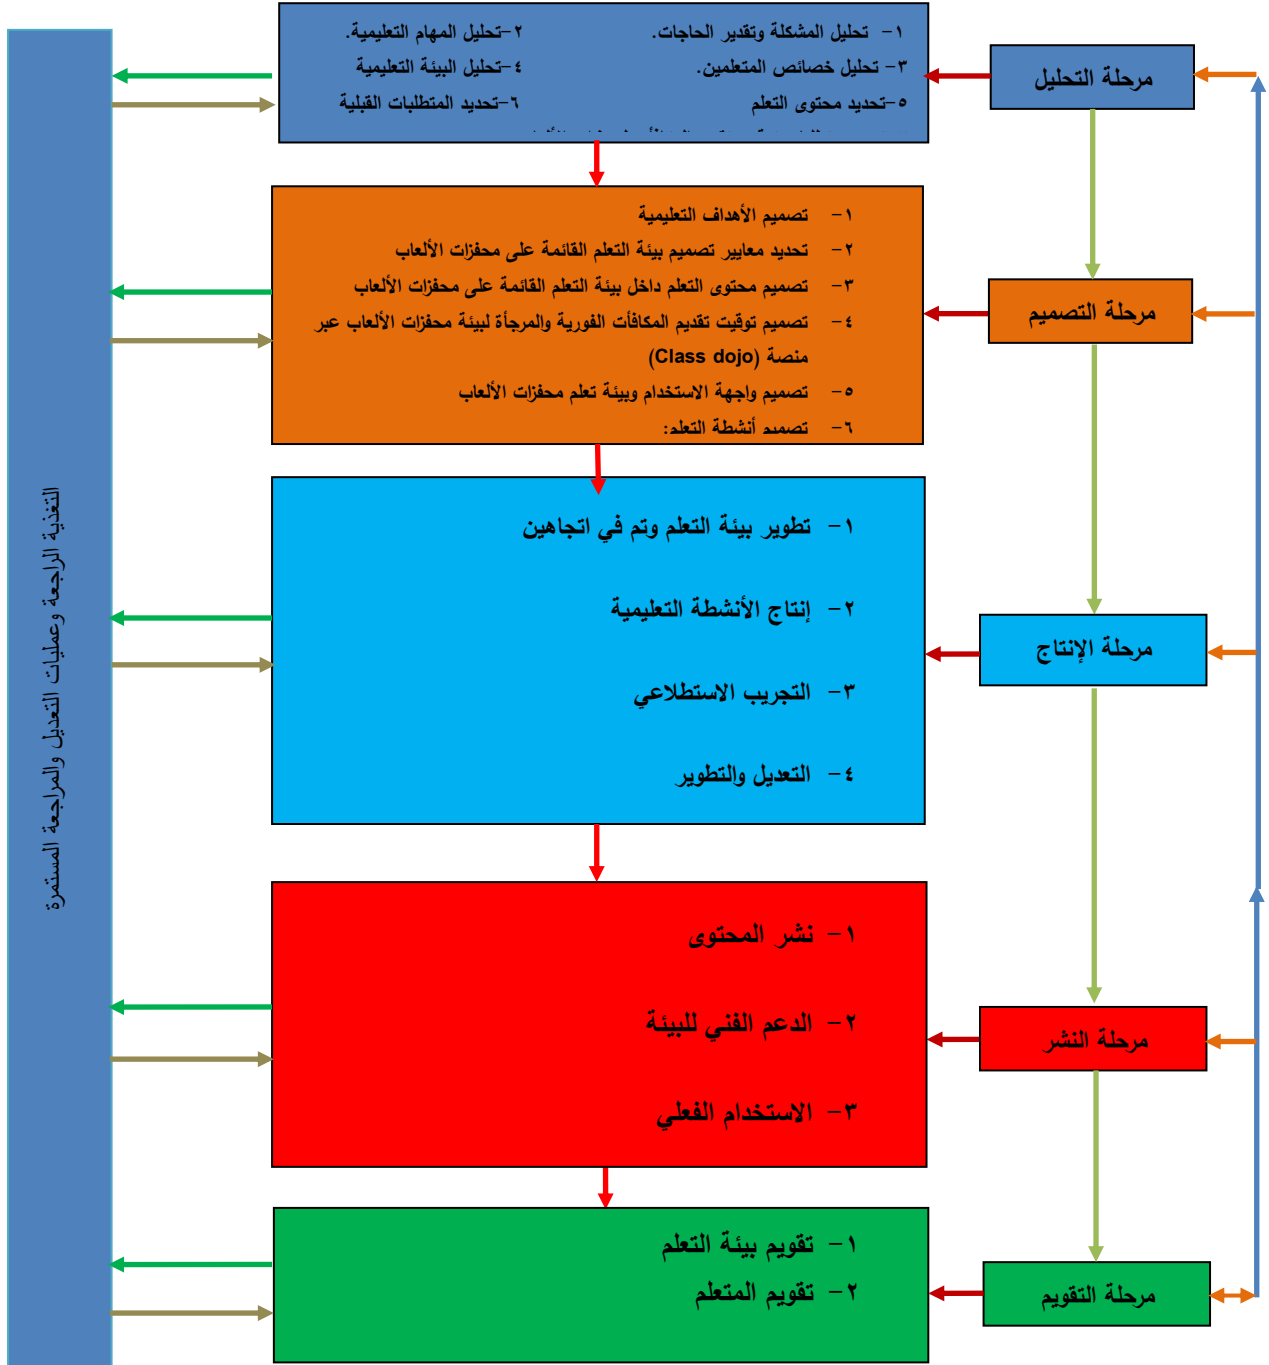 مرحلة التحليل
١- تحليل المشكلة وتقدير الحاجات. ٢-تحليل المهام التعليمية.
٣- تحليل خصائص المتعلمين. ٤-تحليل البيئة التعليمية
٥-تحديد محتوى التعلم ٦-تحديد المتطلبات القبلية
مرحلة التصميم
١- تصميم الأهداف التعليمية
٢- تحديد معايير تصميم بيئة التعلم القائمة على محفزات الألعاب
٣- تصميم محتوى التعلم داخل بيئة التعلم القائمة على محفزات الألعاب
٤- تصميم توقيت تقديم المكافأت الفورية والمرجأة لبيئة محفزات الألعاب عبر
منصة (Class dojo)
٥- تصميم واجهة الاستخدام وبيئة تعلم محفزات الألعاب
٦- تصميم أنشطة التعلم:
مرحلة الإنتاج
١- تطوير بيئة التعلم وتم في اتجاهين
٢- إنتاج الأنشطة التعليمية
٣- التجريب الاستطلاعي
٤- التعديل والتطوير
مرحلة النشر
١- نشر المحتوى
٢- الدعم الفني للبيئة
٣- الاستخدام الفعلي
مرحلة التقويم
١- تقويم بيئة التعلم
٢- تقويم المتعلم
التغذية الراجعة وعمليات التعديل والمراجعة المستمرة